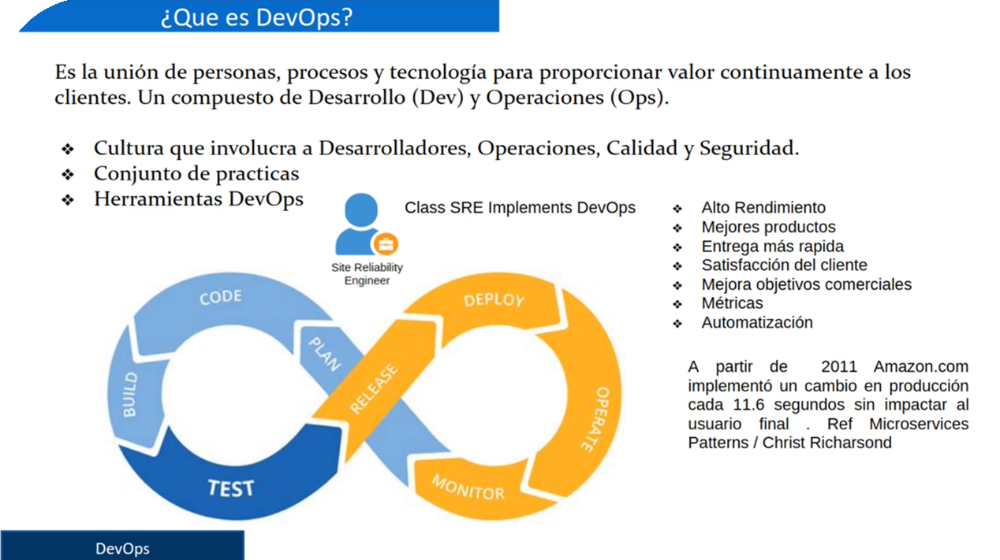 ¿Que es DevOps?
Es la unión de personas, procesos y tecnología para proporcionar valor continuamente a los
clientes. Un compuesto de Desarrollo (Dev) y Operaciones (Ops).
❖ Cultura que involucra a Desarrolladores, Operaciones, Calidad y Seguridad.
❖ Conjunto de practicas
❖ Herramientas DevOps
Class SRE Implements DevOps
Site Reliability
Engineer
❖ Alto Rendimiento
❖ Mejores productos
❖ Entrega más rapida
❖ Satisfacción del cliente
❖ Mejora objetivos comerciales
❖ Métricas
❖ Automatización
CODE
DEPLOY
PLAN
BUILD
RELEASE
OPERATE
TEST
MONITOR
A partir de 2011 Amazon.com
implementó un cambio en producción
cada 11.6 segundos sin impactar al
usuario final . Ref Microservices
Patterns / Christ Richarsond
DevOps